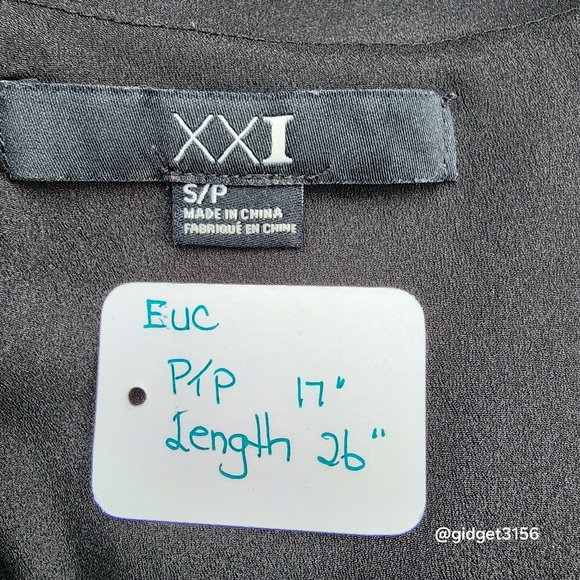 XXI
S/P
MADE IN CHINA
FABRIQUÉ EN CHINE
EUC
P/P 17"
Length 26"
@gidget3156